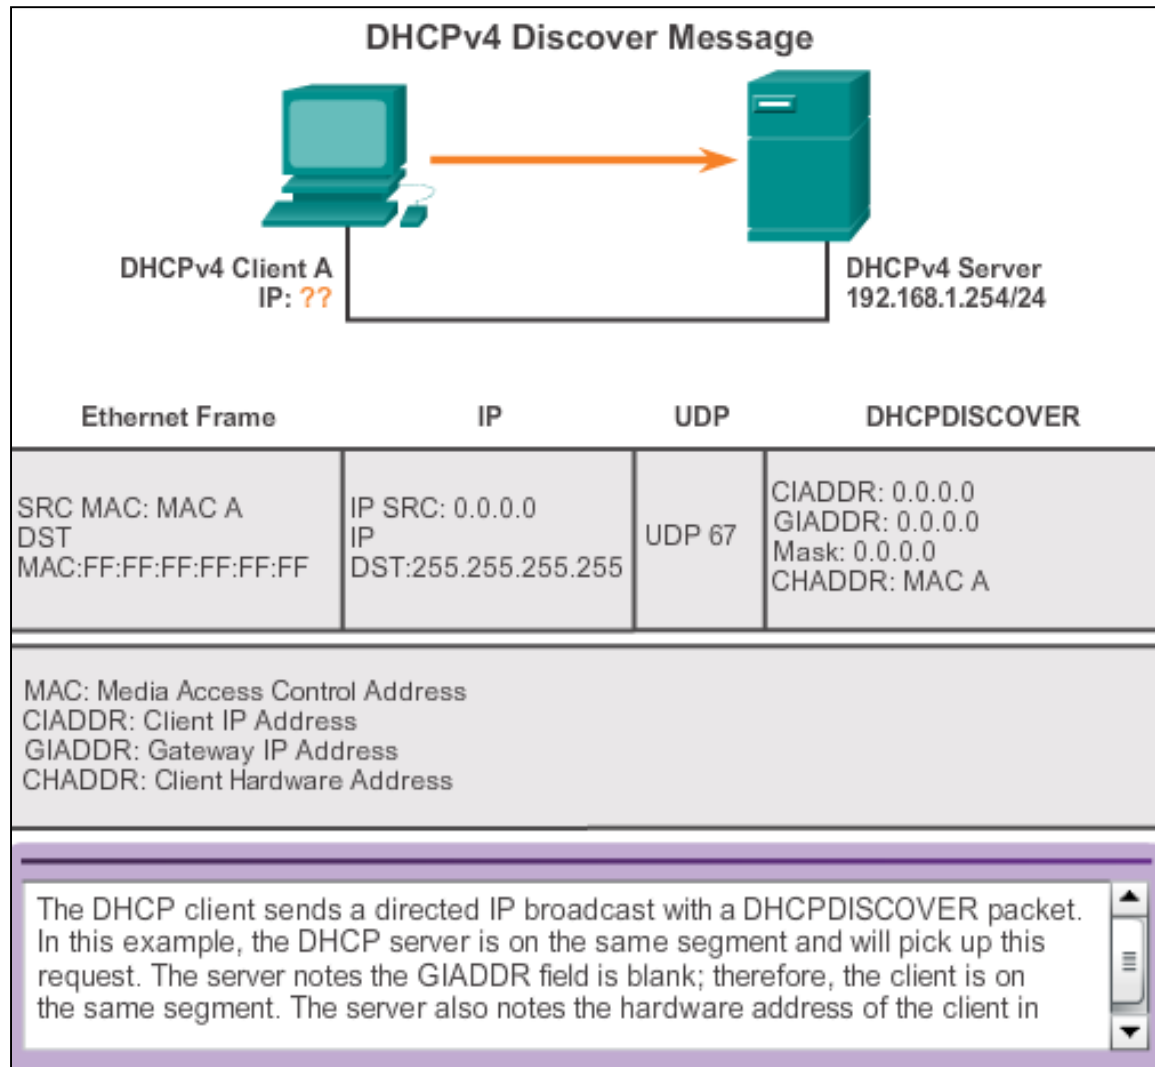 DHCPv4 Discover Message
DHCPv4 Client A
IP: ??
DHCPv4 Server
192.168.1.254/24
Ethernet Frame
IP
UDP
DHCPDISCOVER
SRC MAC: MAC A
DST
MAC:FF:FF:FF:FF:FF:FF
IP SRC: 0.0.0.0
IP
DST:255.255.255.255
UDP 67
CIADDR: 0.0.0.0
GIADDR: 0.0.0.0
Mask: 0.0.0.0
CHADDR: MAC A
MAC: Media Access Control Address
CIADDR: Client IP Address
GIADDR: Gateway IP Address
CHADDR: Client Hardware Address
The DHCP client sends a directed IP broadcast with a DHCPDISCOVER packet.
In this example, the DHCP server is on the same segment and will pick up this
request. The server notes the GIADDR field is blank; therefore, the client is on
the same segment. The server also notes the hardware address of the client in